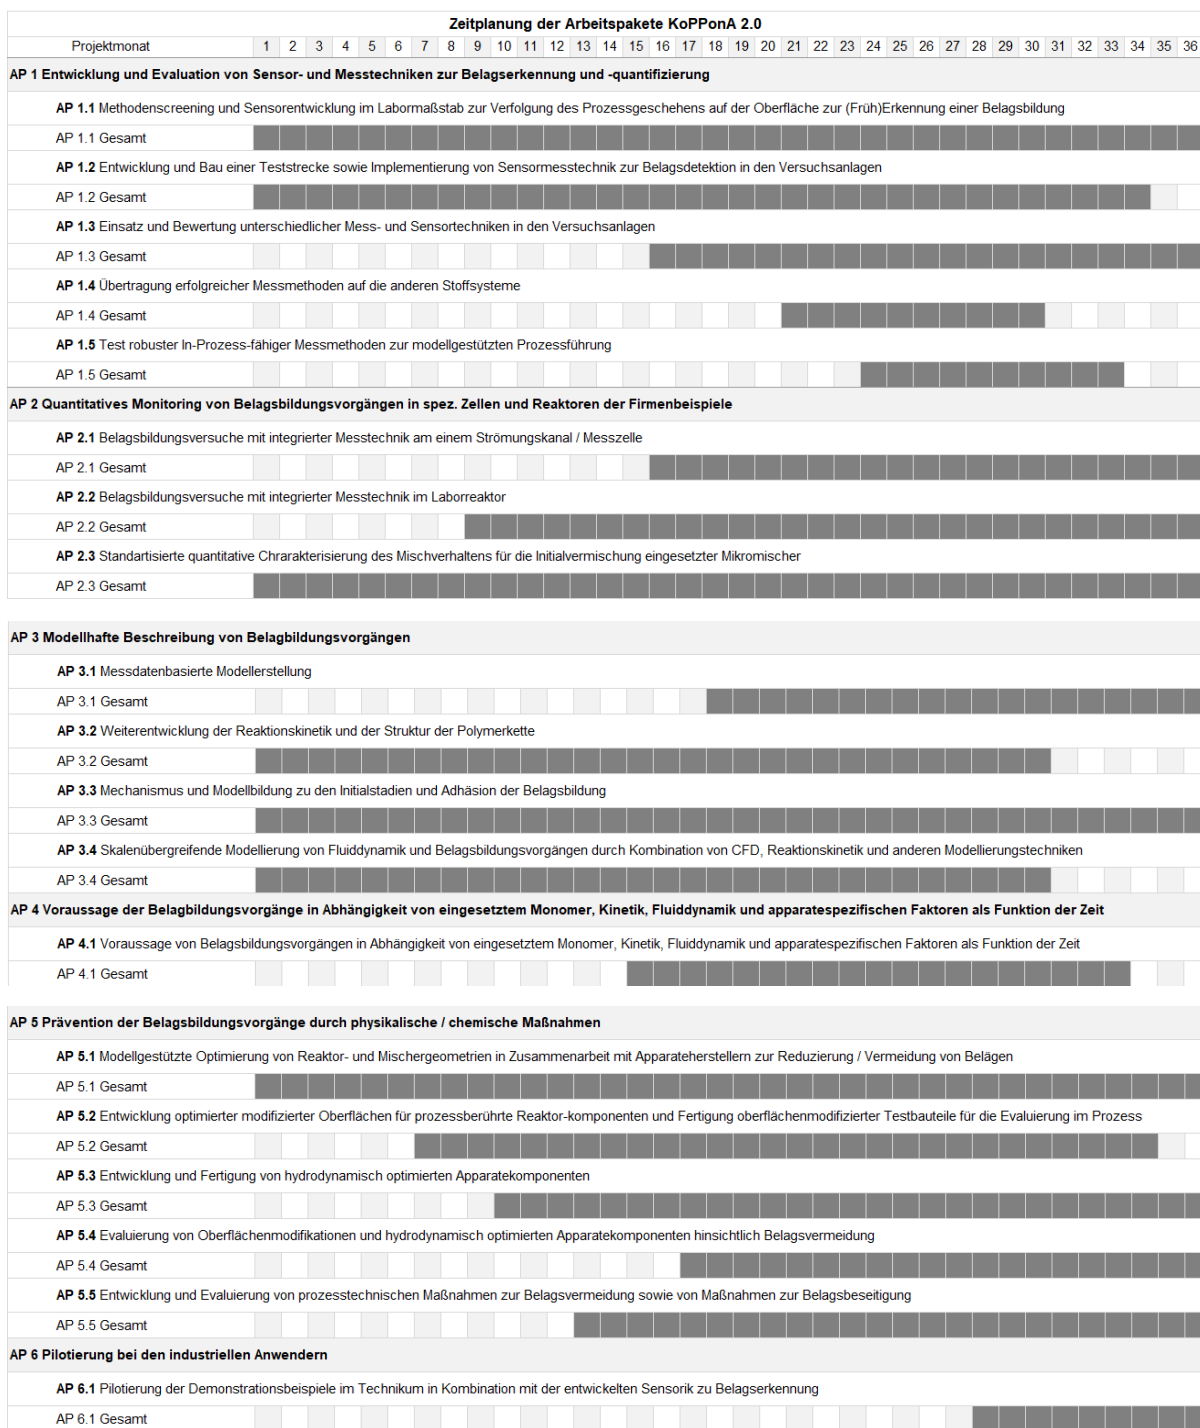 Zeitplanung der Arbeitspakete KoPPonA 2.0
Projektmonat 1 2 3 4 5 6 7 8 9 10 11 12 13 14 15 16 17 18 19 20 21 22 23 24 25 26 27 28 29 30 31 32 33 34 35 36
AP 1 Entwicklung und Evaluation von Sensor- und Messtechniken zur Belagserkennung und -quantifizierung
AP 1.1 Methodenscreening und Sensorentwicklung im Labormaßstab zur Verfolgung des Prozessgeschehens auf der Oberfläche zur (Früh)Erkennung einer Belagsbildung
AP 1.1 Gesamt
AP 1.2 Entwicklung und Bau einer Teststrecke sowie Implementierung von Sensormesstechnik zur Belagsdetektion in den Versuchsanlagen
AP 1.2 Gesamt
AP 1.3 Einsatz und Bewertung unterschiedlicher Mess- und Sensortechniken in den Versuchsanlagen
AP 1.3 Gesamt
AP 1.4 Übertragung erfolgreicher Messmethoden auf die anderen Stoffsysteme
AP 1.4 Gesamt
AP 1.5 Test robuster In-Prozess-fähiger Messmethoden zur modellgestützten Prozessführung
AP 1.5 Gesamt
AP 2 Quantitatives Monitoring von Belagsbildungsvorgängen in spez. Zellen und Reaktoren der Firmenbeispiele
AP 2.1 Belagsbildungsversuche mit integrierter Messtechnik am einem Strömungskanal / Messzelle
AP 2.1 Gesamt
AP 2.2 Belagsbildungsversuche mit integrierter Messtechnik im Laborreaktor
AP 2.2 Gesamt
AP 2.3 Standartisierte quantitative Chrarakterisierung des Mischverhaltens für die Initialvermischung eingesetzter Mikromischer
AP 2.3 Gesamt
AP 3 Modellhafte Beschreibung von Belagbildungsvorgängen
AP 3.1 Messdatenbasierte Modellerstellung
AP 3.1 Gesamt
AP 3.2 Weiterentwicklung der Reaktionskinetik und der Struktur der Polymerkette
AP 3.2 Gesamt
AP 3.3 Mechanismus und Modellbildung zu den Initialstadien und Adhäsion der Belagsbildung
AP 3.3 Gesamt
AP 3.4 Skalenübergreifende Modellierung von Fluiddynamik und Belagsbildungsvorgängen durch Kombination von CFD, Reaktionskinetik und anderen Modellierungstechniken
AP 3.4 Gesamt
AP 4 Voraussage der Belagbildungsvorgänge in Abhängigkeit von eingesetztem Monomer, Kinetik, Fluiddynamik und apparatespezifischen Faktoren als Funktion der Zeit
AP 4.1 Voraussage von Belagsbildungsvorgängen in Abhängigkeit von eingesetztem Monomer, Kinetik, Fluiddynamik und apparatespezifischen Faktoren als Funktion der Zeit
AP 4.1 Gesamt
AP 5 Prävention der Belagsbildungsvorgänge durch physikalische / chemische Maßnahmen
AP 5.1 Modellgestützte Optimierung von Reaktor- und Mischergeometrien in Zusammenarbeit mit Apparateherstellern zur Reduzierung / Vermeidung von Belägen
AP 5.1 Gesamt
AP 5.2 Entwicklung optimierter modifizierter Oberflächen für prozessberührte Reaktor-komponenten und Fertigung oberflächenmodifizierter Testbauteile für die Evaluierung im Prozess
AP 5.2 Gesamt
AP 5.3 Entwicklung und Fertigung von hydrodynamisch optimierten Apparatekomponenten
AP 5.3 Gesamt
AP 5.4 Evaluierung von Oberflächenmodifikationen und hydrodynamisch optimierten Apparatekomponenten hinsichtlich Belagsvermeidung
AP 5.4 Gesamt
AP 5.5 Entwicklung und Evaluierung von prozesstechnischen Maßnahmen zur Belagsvermeidung sowie von Maßnahmen zur Belagsbeseitigung
AP 5.5 Gesamt
AP 6 Pilotierung bei den industriellen Anwendern
AP 6.1 Pilotierung der Demonstrationsbeispiele im Technikum in Kombination mit der entwickelten Sensorik zu Belagserkennung
AP 6.1 Gesamt